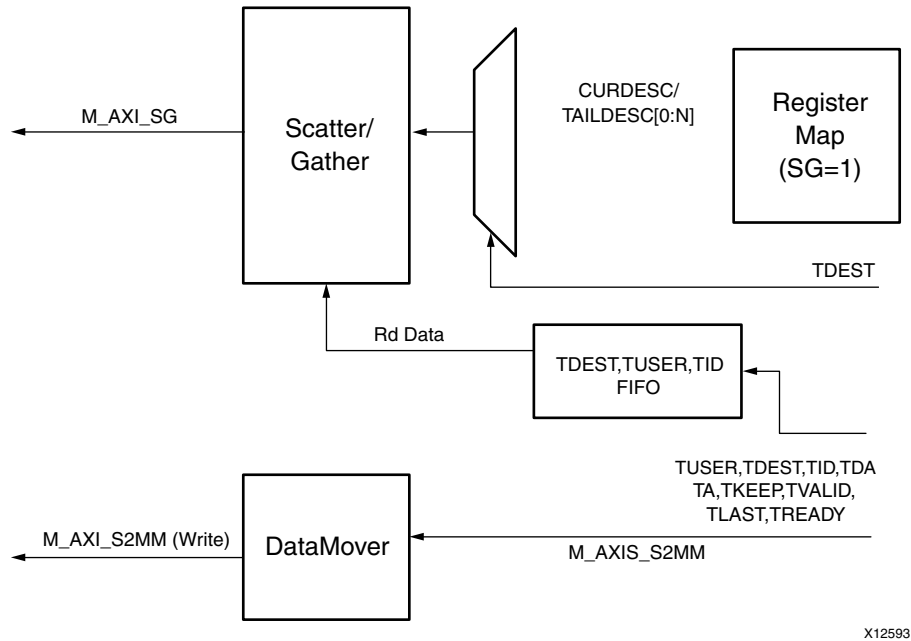 M_AXI_SG
Scatter/
Gather
CURDESC/
TAILDESC[0:N]
Register
Map
(SG=1)
TDEST
Rd Data
TDEST,TUSER,TID
FIFO
TUSER,TDEST,TID,TDA
TA,TKEEP,TVALID,
TLAST,TREADY
M_AXI_S2MM (Write)
DataMover
M_AXIS_S2MM
X12593